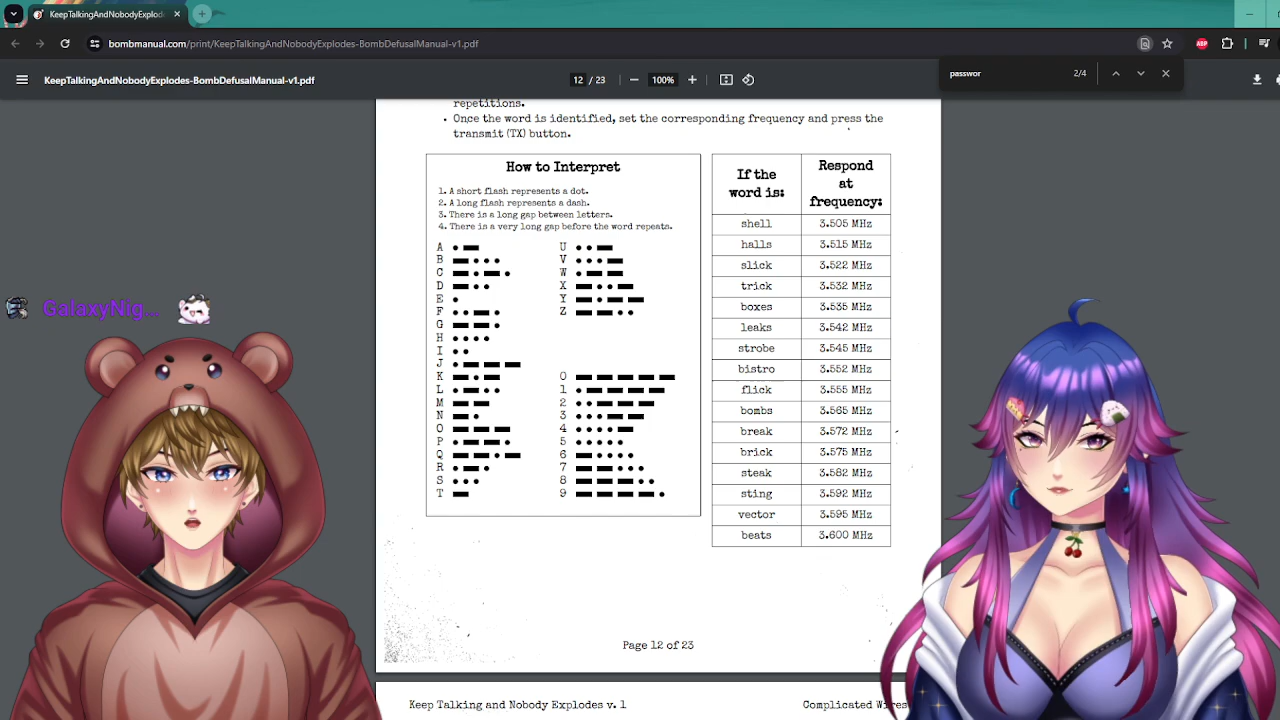 KeepTalkingAndNobodyExplode
bombmanual.com/print/KeepTalkingAndNobodyExplodes-BombDefusalManual-v1.pdf
ABP
KeepTalkingAndNobodyExplodes-BombDefusalManual-v1.pdf
12 / 23
100%
passwor
2/4
repetitions.
• Once the word is identified, set the corresponding frequency and press the
transmit (TX) button.
How to Interpret
1. A short flash represents a dot.
2. A long flash represents a dash.
3. There is a long gap between letters.
4. There is a very long gap before the word repeats.
A
B
C
D
E
F
G
H
I
J
K
L
M
N
O
P
Q
R
S
T
U
V
W
X
Y
Z
0
1
2
3
4
5
6
7
8
9
If the word is: Respond at frequency:
shell 3.505 MHz
halls 3.515 MHz
slick 3.522 MHz
trick 3.532 MHz
boxes 3.535 MHz
leaks 3.542 MHz
strobe 3.545 MHz
bistro 3.552 MHz
flick 3.555 MHz
bombs 3.565 MHz
break 3.572 MHz
brick 3.575 MHz
steak 3.582 MHz
sting 3.592 MHz
vector 3.595 MHz
beats 3.600 MHz
GalaxyNig...
Page 12 of 23
Keep Talking and Nobody Explodes v. 1
Complicated Wires